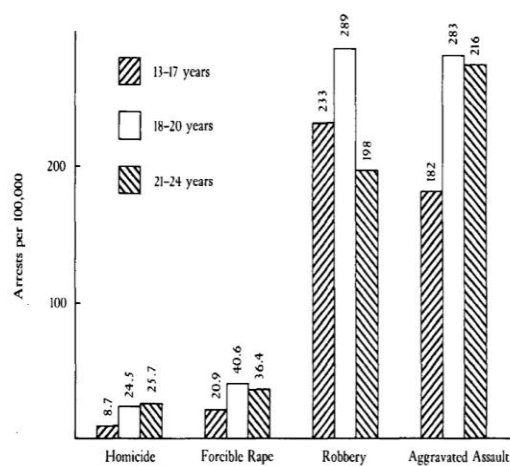 289
283
216
13-17 years
233
18-20 years
198
182
200
21-24 years
Arrests per 100,000
100
40.6
36.4
24.5
25.7
20.9
8.7
Homicide
Forcible Rape
Robbery
Aggravated Assault